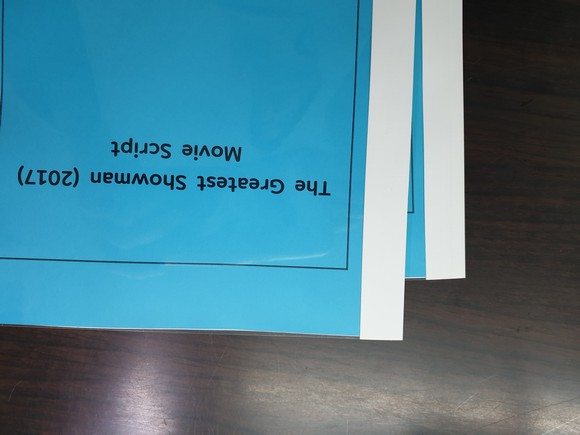 The Greatest Showman (2017)
Movie Script